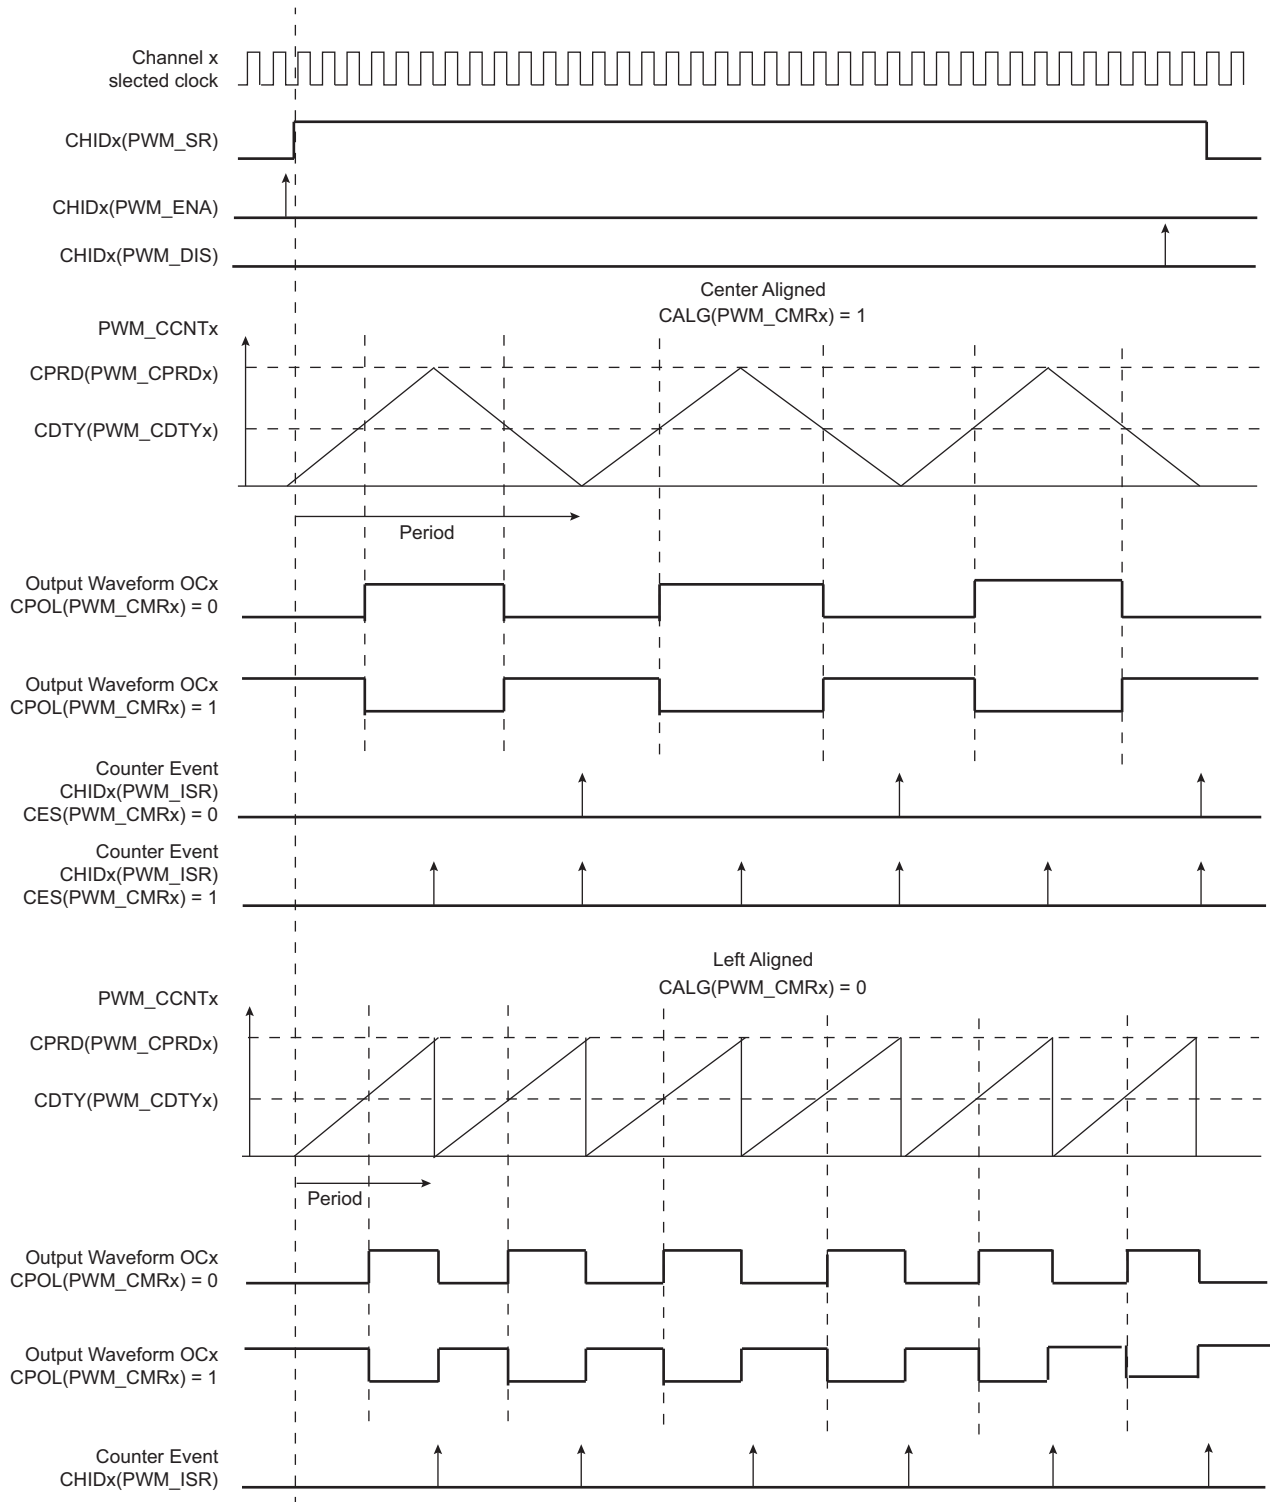 Channel x
slected clock
CHIDx(PWM_SR)
CHIDx(PWM_ENA)
CHIDx(PWM_DIS)
Center Aligned
CALG(PWM_CMRx) = 1
PWM_CCNTx
CPRD(PWM_CPRDx)
CDTY(PWM_CDTYx)
Period
Output Waveform OCx
CPOL(PWM_CMRx) = 0
Output Waveform OCx
CPOL(PWM_CMRx) = 1
Counter Event
CHIDx(PWM_ISR)
CES(PWM_CMRx) = 0
Counter Event
CHIDx(PWM_ISR)
CES(PWM_CMRx) = 1
Left Aligned
CALG(PWM_CMRx) = 0
PWM_CCNTx
CPRD(PWM_CPRDx)
CDTY(PWM_CDTYx)
Period
Output Waveform OCx
CPOL(PWM_CMRx) = 0
Output Waveform OCx
CPOL(PWM_CMRx) = 1
Counter Event
CHIDx(PWM_ISR)